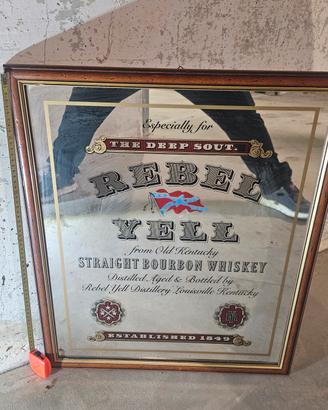 Especially for
THE DEEP SOUT.
REBEL
YELL
from Old Kentucky
STRAIGHT BOURBON WHISKEY
Distilled Aged & Bottled by
Rebel Yell Distillery Louisville Kentucky
ESTABLISHED 1849